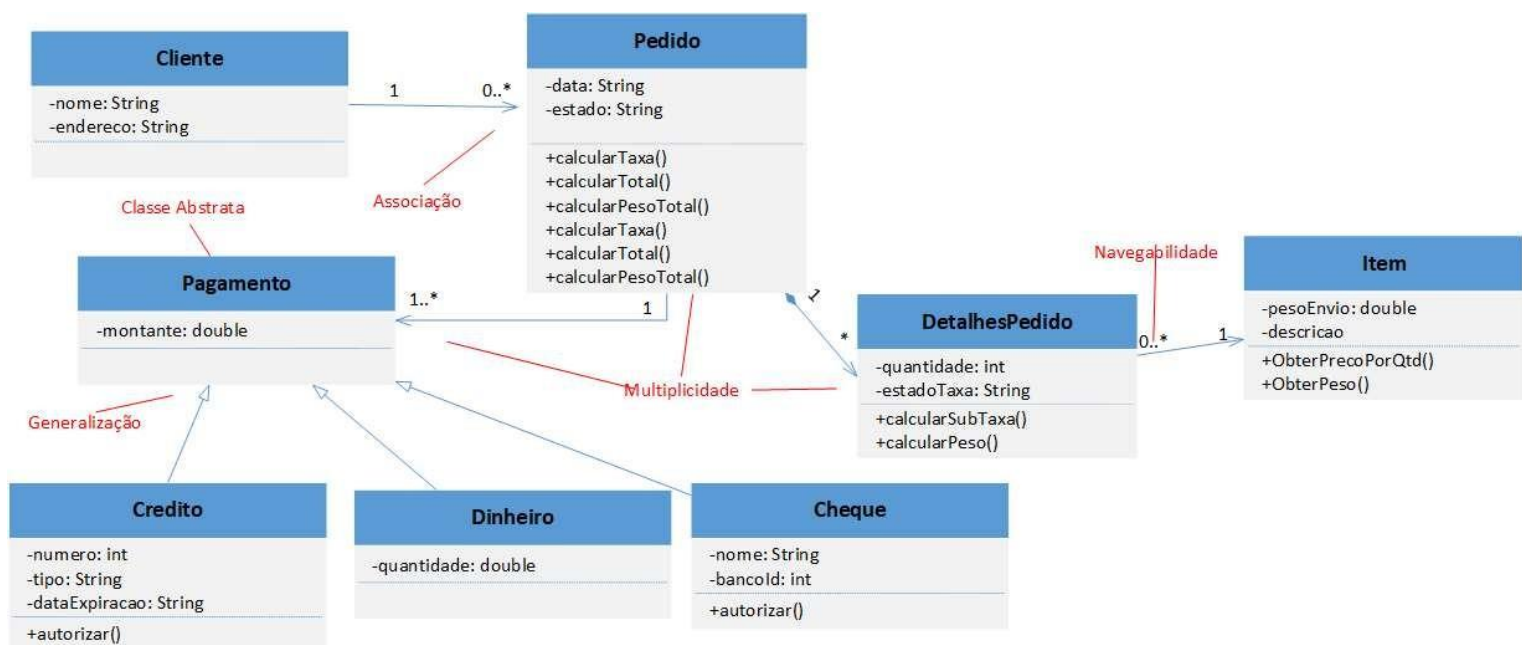 Cliente
-nome: String
-endereco: String
1
0..*
Pedido
-data: String
-estado: String
+calcularTaxa()
+calcularTotal()
+calcularPesoTotal()
+calcularTaxa()
+calcularTotal()
+calcularPesoTotal()
Associação
Classe Abstrata
Pagamento
-montante: double
1..*
1
1
*
Multiplicidade
Generalização
DetalhesPedido
-quantidade: int
-estadoTaxa: String
+calcularSubTaxa()
+calcularPeso()
Navegabilidade
0..*
1
Item
-pesoEnvio: double
-descricao
+ObterPrecoPorQtd()
+ObterPeso()
Credito
-numero: int
-tipo: String
-dataExpiracao: String
+autorizar()
Dinheiro
-quantidade: double
Cheque
-nome: String
-bancoId: int
+autorizar()